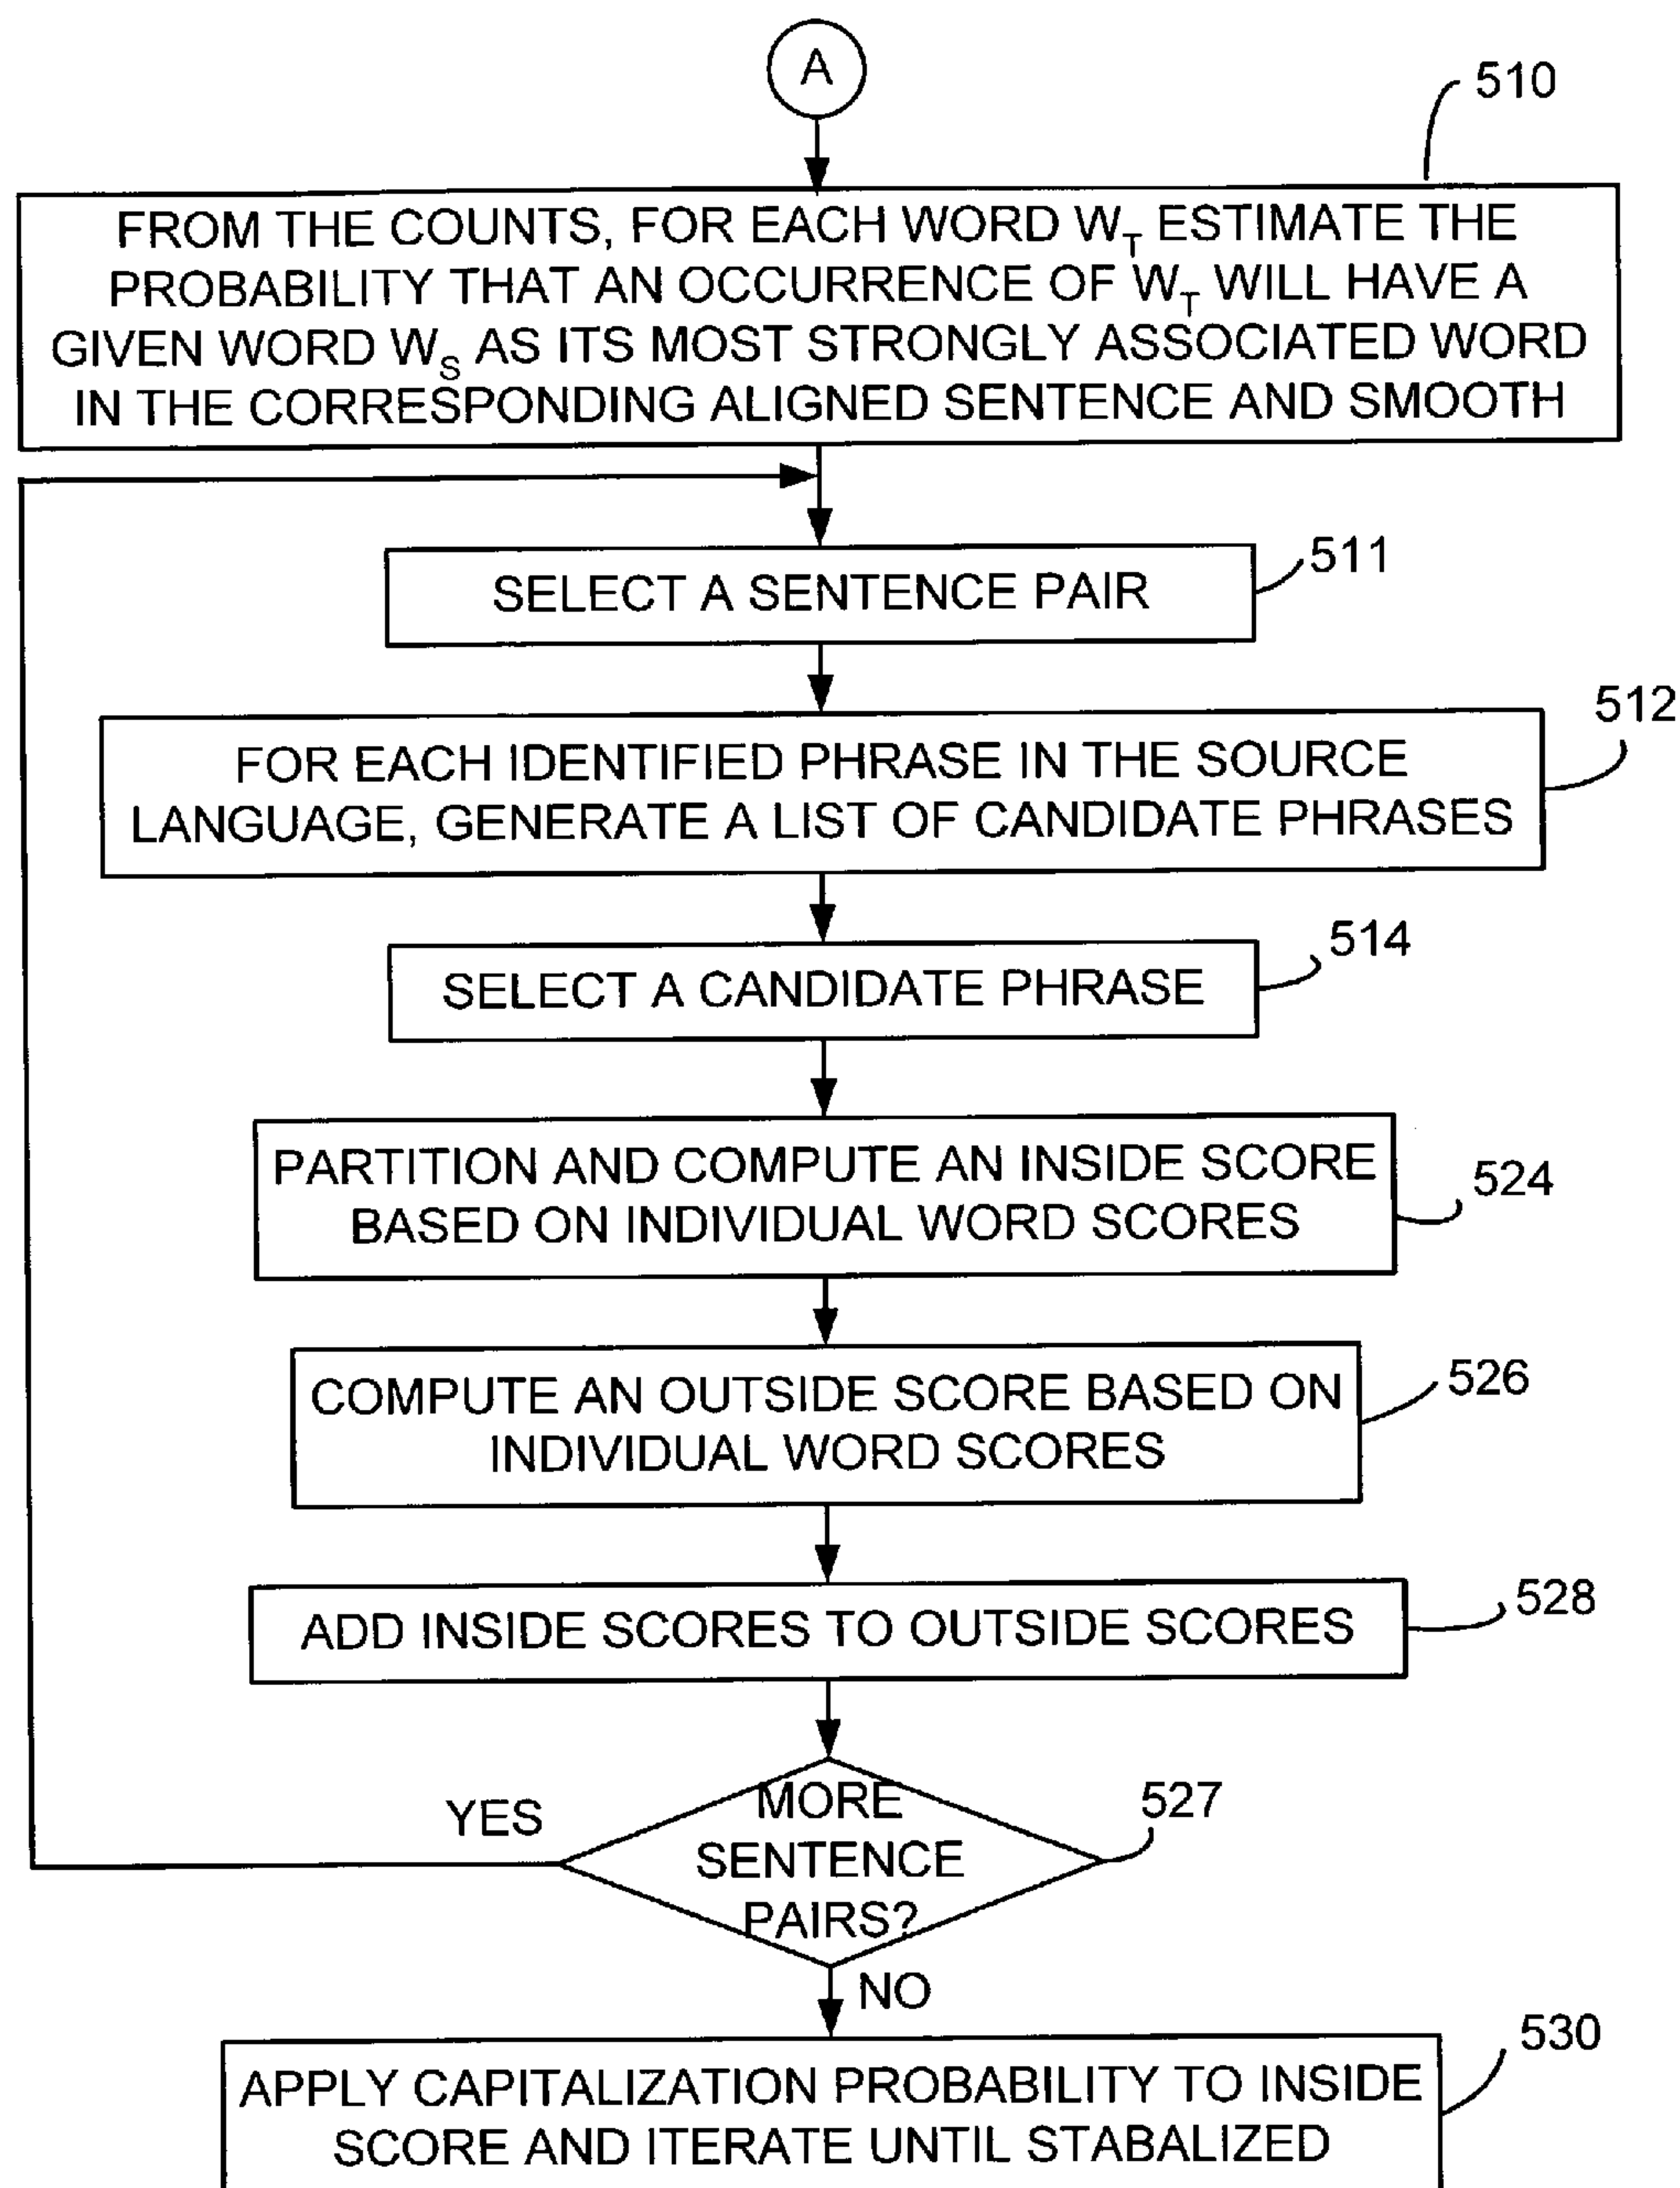 A
510
FROM THE COUNTS, FOR EACH WORD W_T ESTIMATE THE
PROBABILITY THAT AN OCCURRENCE OF W_T WILL HAVE A
GIVEN WORD W_S AS ITS MOST STRONGLY ASSOCIATED WORD
IN THE CORRESPONDING ALIGNED SENTENCE AND SMOOTH
511
SELECT A SENTENCE PAIR
512
FOR EACH IDENTIFIED PHRASE IN THE SOURCE
LANGUAGE, GENERATE A LIST OF CANDIDATE PHRASES
514
SELECT A CANDIDATE PHRASE
PARTITION AND COMPUTE AN INSIDE SCORE
BASED ON INDIVIDUAL WORD SCORES
524
COMPUTE AN OUTSIDE SCORE BASED ON
INDIVIDUAL WORD SCORES
526
ADD INSIDE SCORES TO OUTSIDE SCORES
528
YES
MORE
SENTENCE
PAIRS?
527
NO
530
APPLY CAPITALIZATION PROBABILITY TO INSIDE
SCORE AND ITERATE UNTIL STABALIZED